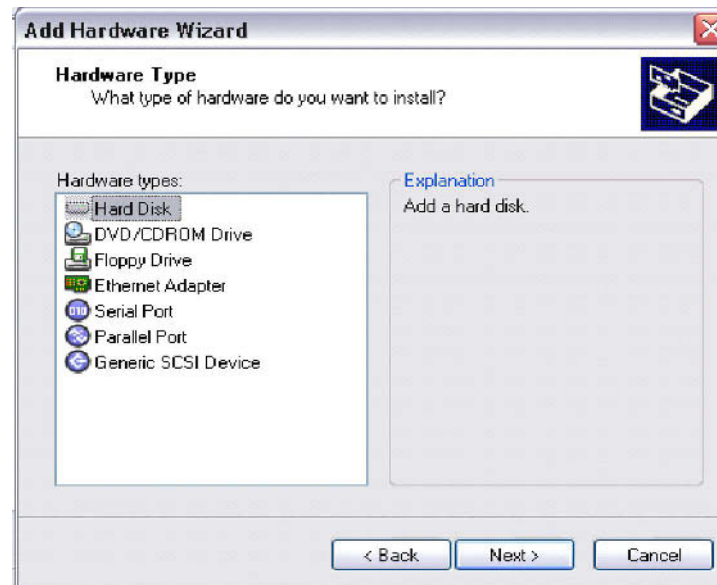 Add Hardware Wizard
Hardware Type
What type of hardware do you want to install?
Hardware types:
Hard Disk
DVD/CDROM Drive
Floppy Drive
Ethernet Adapter
Serial Port
Parallel Port
Generic SCSI Device
Explanation
Add a hard disk.
< Back
Next >
Cancel